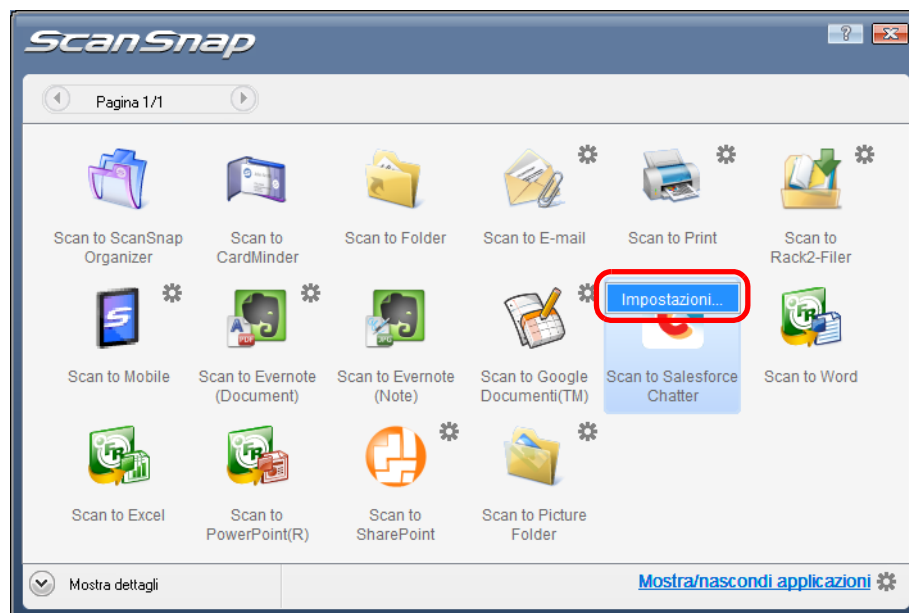 ScanSnap
Pagina 1/1
Scan to ScanSnap
Organizer
Scan to
CardMinder
Scan to Folder
Scan to E-mail
Scan to Print
Scan to
Rack2-Filer
Impostazioni...
Scan to Mobile
Scan to Evernote
(Document)
Scan to Evernote
(Note)
Scan to Google
Documenti(TM)
Scan to Salesforce
Chatter
Scan to Word
Scan to Excel
Scan to
PowerPoint(R)
Scan to
SharePoint
Scan to Picture
Folder
Mostra dettagli
Mostra/nascondi applicazioni